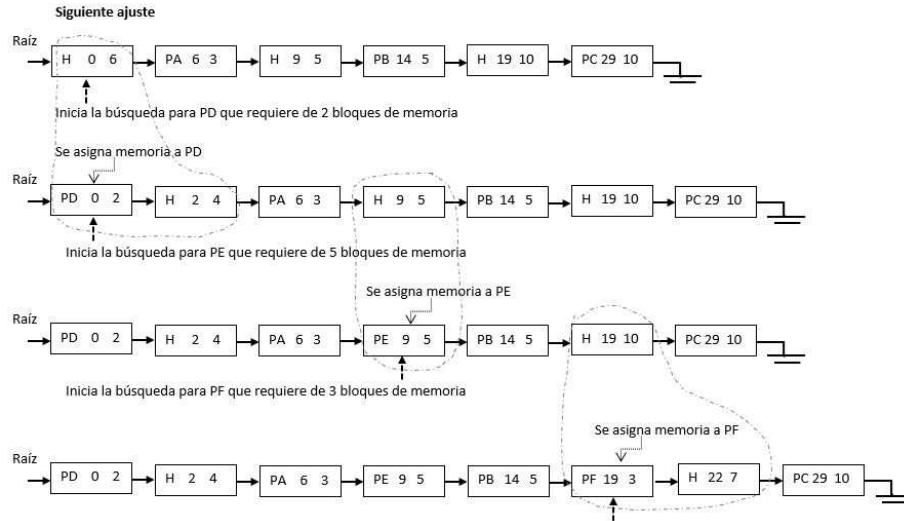 Siguiente ajuste
Raíz
H 0 6
PA 6 3
H 9 5
PB 14 5
H 19 10
PC 29 10
Inicia la búsqueda para PD que requiere de 2 bloques de memoria
Se asigna memoria a PD
Raíz
PD 0 2
H 2 4
PA 6 3
H 9 5
PB 14 5
H 19 10
PC 29 10
Inicia la búsqueda para PE que requiere de 5 bloques de memoria
Se asigna memoria a PE
Raíz
PD 0 2
H 2 4
PA 6 3
PE 9 5
PB 14 5
H 19 10
PC 29 10
Inicia la búsqueda para PF que requiere de 3 bloques de memoria
Se asigna memoria a PF
Raíz
PD 0 2
H 2 4
PA 6 3
PE 9 5
PB 14 5
PF 19 3
H 22 7
PC 29 10